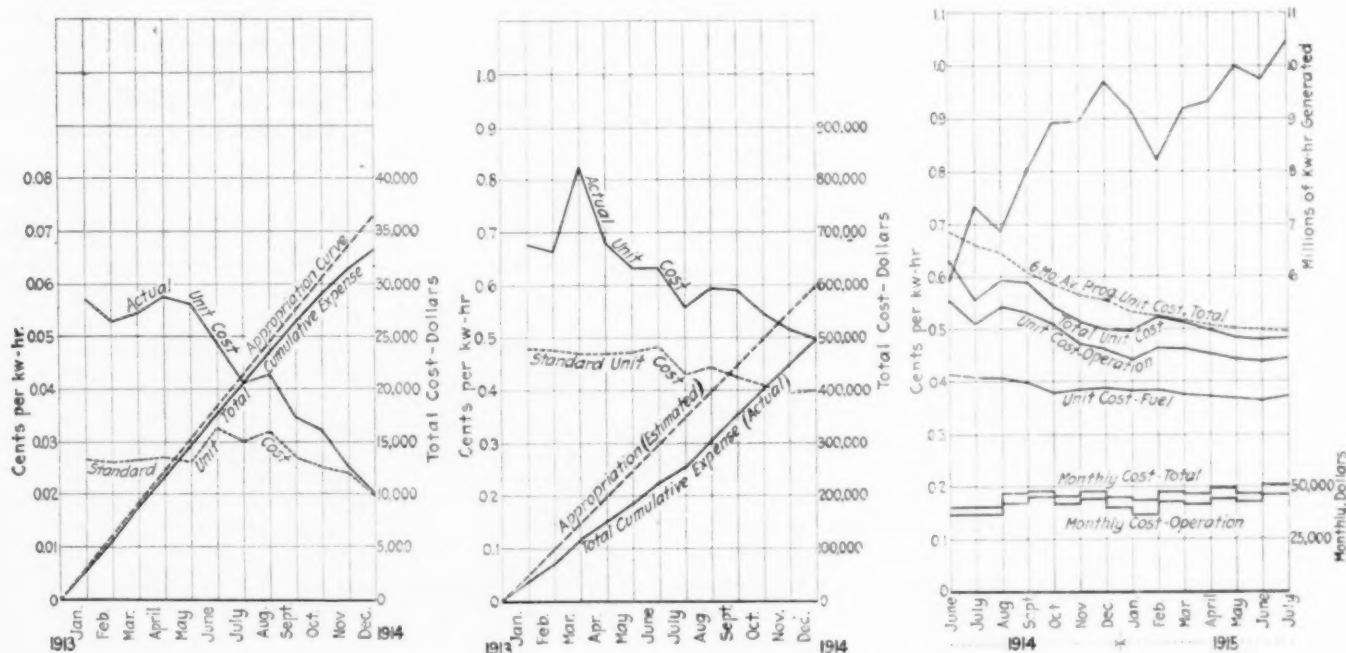 Cents per kw-hr.
0.08
0.07
0.06
0.05
0.04
0.03
0.02
0.01
0
Actual Unit Cost
Appropriation Curve
Total Cumulative Expense
Standard Unit Cost
40,000
35,000
30,000
25,000
20,000
15,000
10,000
5,000
0
Total Cost-Dollars
Jan.
Feb
Mar.
April
May
June
July
Aug.
Sept
Oct.
Nov.
Dec.
1913
1914
Cents per kw-hr
1.0
0.9
0.8
0.7
0.6
0.5
0.4
0.3
0.2
0.1
0
Actual Unit Cost
Standard Unit Cost
Appropriation (Estimated)
Total Cumulative Expense (Actual)
900,000
800,000
700,000
600,000
500,000
400,000
300,000
200,000
100,000
0
Total Cost-Dollars
Jan.
Feb.
Mar.
Apr.
May
June
July
Aug
Sept.
Oct.
Nov.
Dec.
1913
1914
Cents per kw-hr
1.1
1.0
0.9
0.8
0.7
0.6
0.5
0.4
0.3
0.2
0.1
0
6 Mo. Av. Prog. Unit Cost, Total
Total Unit Cost
Unit Cost-Operation
Unit Cost-Fuel
Monthly Cost-Total
Monthly Cost-Operation
11
10
9
8
7
6
Millions of Kw-hr Generated
50,000
25,000
0
Monthly, Dollars
June
July
Aug
Sept
Oct
Nov
Dec
Jan.
Feb
Mar
April
May
June
July
1914
1915